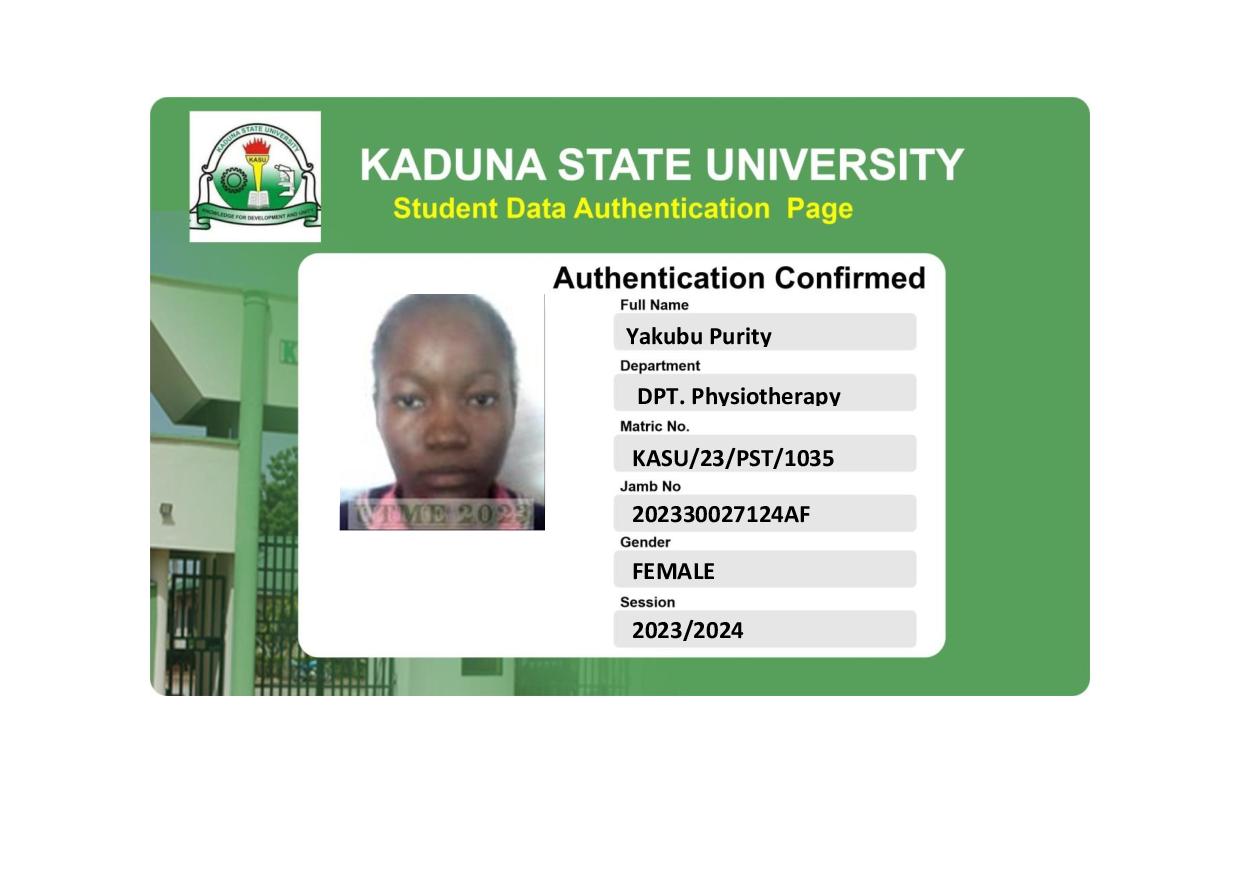 KADUNA STATE UNIVERSITY
KASU
KNOWLEDGE FOR DEVELOPMENT AND UNITY
KADUNA STATE UNIVERSITY
Student Data Authentication Page
Authentication Confirmed
Full Name
Yakubu Purity
Department
DPT. Physiotherapy
Matric No.
KASU/23/PST/1035
Jamb No
202330027124AF
Gender
FEMALE
Session
2023/2024
UTME 2023
K